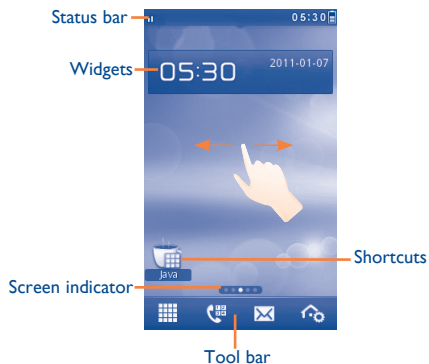 Status bar
05:30
Widgets
05:30
2011-01-07
Java
Shortcuts
Screen indicator
Tool bar